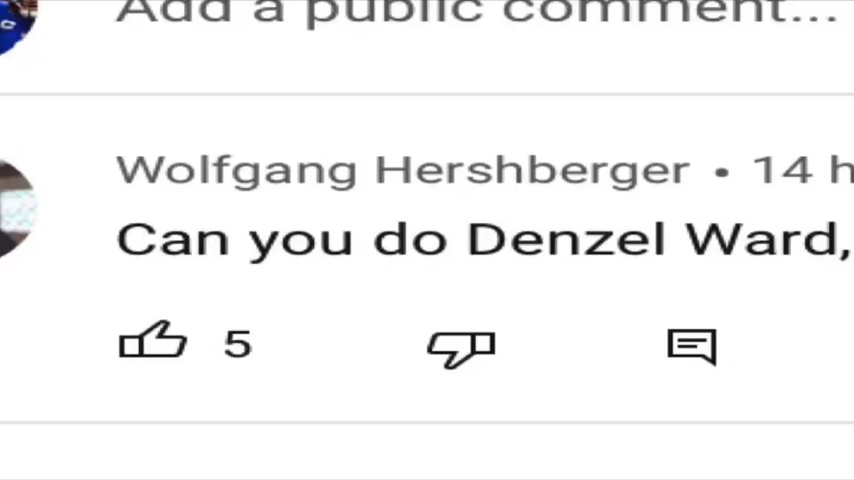 Add a public comment...
Wolfgang Hershberger • 14 h
Can you do Denzel Ward,
5